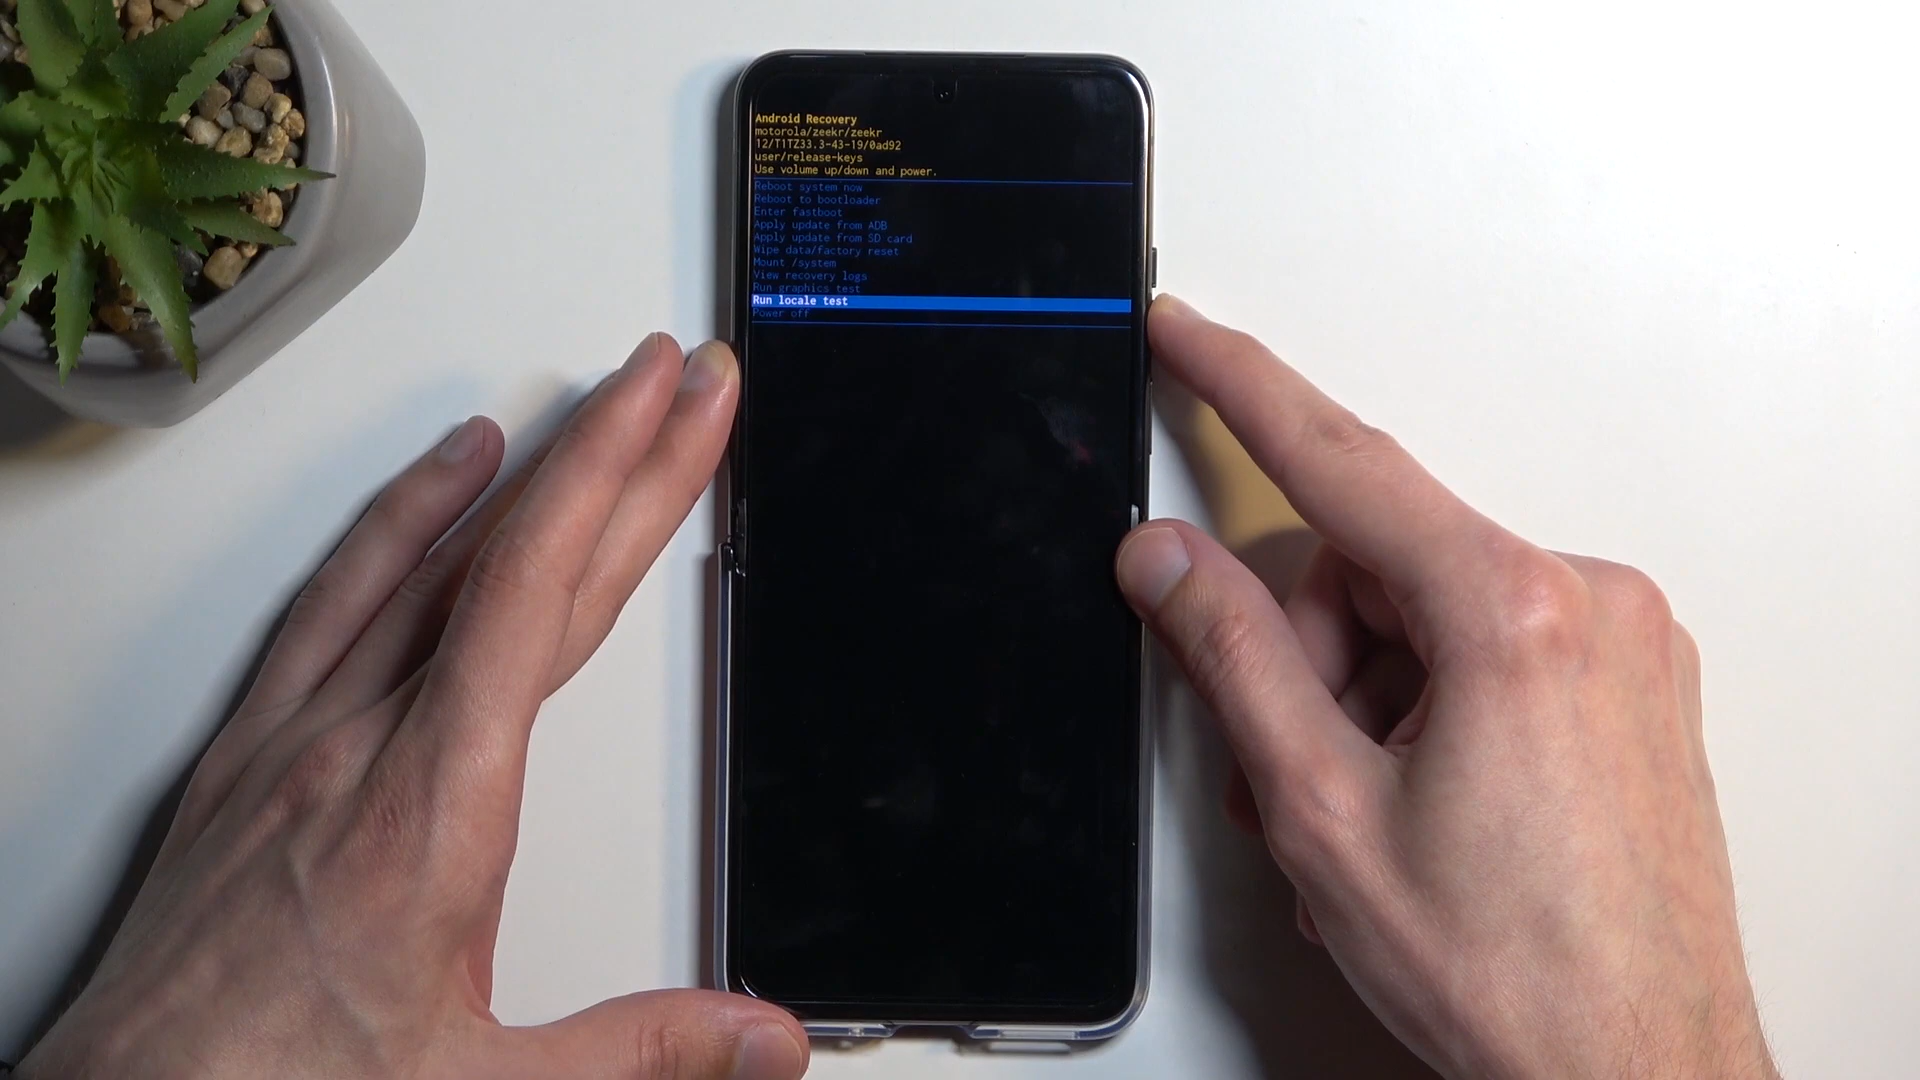 Android Recovery
motorola/zeekr/zeekr
12/T1TZ33.3-43-19/0ad92
user/release-keys
Use volume up/down and power.
Reboot system now
Reboot to bootloader
Enter fastboot
Apply update from ADB
Apply update from SD card
Wipe data/factory reset
Mount /system
View recovery logs
Run graphics test
Run locale test
Power off